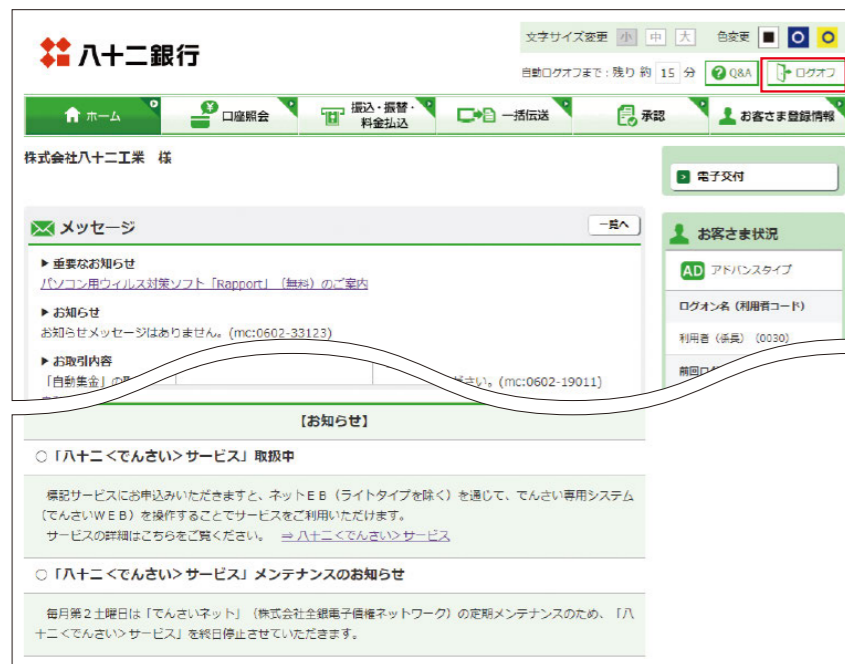 八十二銀行
文字サイズ変更 小 中 大 色変更
自動ログオフまで:残り 約 15 分 Q&A ログオフ
ホーム 口座照会 振込・振替・料金払込 一括伝送 承認 お客さま登録情報
株式会社八十二工業 様
電子交付
メッセージ 一覧へ
お客さま状況
▶ 重要なお知らせ
パソコン用ウィルス対策ソフト「Rapport」(無料)のご案内
AD アドバンスタイプ
▶ お知らせ
ログオン名(利用者コード)
お知らせメッセージはありません。(mc:0602-33123)
利用者(係長)(0030)
▶ お取引内容
前回ロ
「自動集金」の
ださい。(mc:0602-19011)
【お知らせ】
○「八十二<でんさい>サービス」取扱中
標記サービスにお申込みいただきますと、ネットEB(ライトタイプを除く)を通じて、でんさい専用システム
(でんさいWEB)を操作することでサービスをご利用いただけます。
サービスの詳細はこちらをご覧ください。 ⇒八十二<でんさい>サービス
○「八十二<でんさい>サービス」メンテナンスのお知らせ
毎月第2土曜日は「でんさいネット」(株式会社全銀電子債権ネットワーク)の定期メンテナンスのため、「八
十二<でんさい>サービス」を終日停止させていただきます。